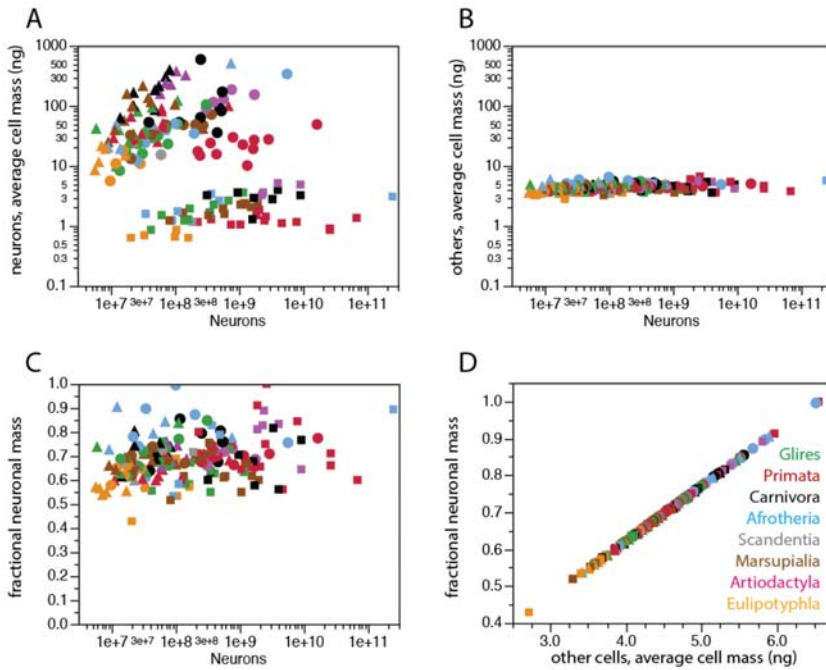 A
B
neurons, average cell mass (ng)
1000
500
300
100
50
30
10
5
3
1
0.5
0.3
0.1
1e+7 3e+7 1e+8 3e+8 1e+9 1e+10 1e+11
Neurons
others, average cell mass (ng)
1000
500
300
100
50
30
10
5
3
1
0.5
0.3
0.1
1e+7 3e+7 1e+8 3e+8 1e+9 1e+10 1e+11
Neurons
C
D
fractional neuronal mass
1.0
0.9
0.8
0.7
0.6
0.5
0.4
0.3
0.2
0.1
0.0
1e+7 3e+7 1e+8 3e+8 1e+9 1e+10 1e+11
Neurons
fractional neuronal mass
1.0
0.9
0.8
0.7
0.6
0.5
0.4
Glires
Primata
Carnivora
Afrotheria
Scandentia
Marsupialia
Artiodactyla
Eulipotyphla
3.0 4.0 5.0 6.0
other cells, average cell mass (ng)